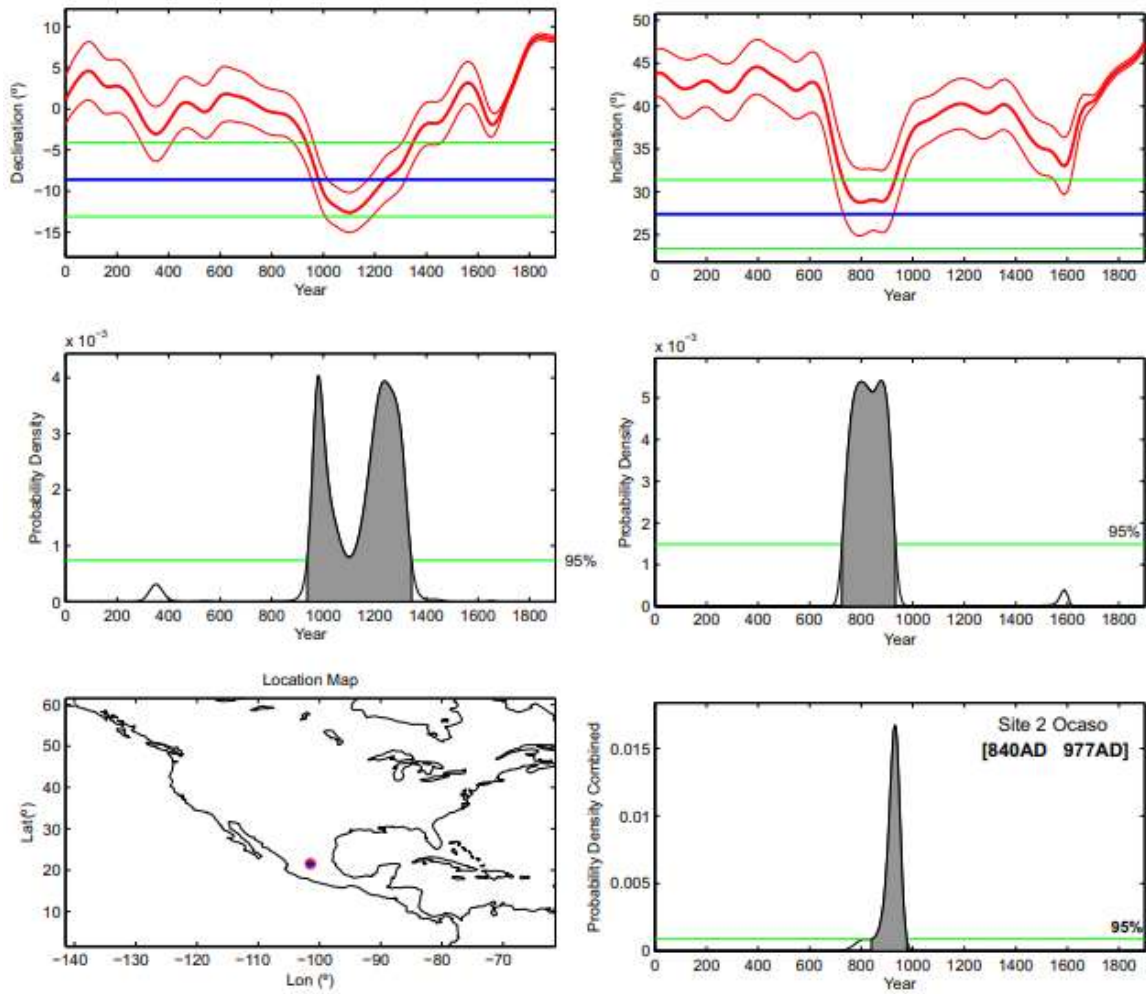 10
5
0
−5
−10
−15
Declination (º)
0 200 400 600 800 1000 1200 1400 1600 1800
Year
50
45
40
35
30
25
Inclination (º)
0 200 400 600 800 1000 1200 1400 1600 1800
Year
x 10⁻³
4
3
2
1
0
Probability Density
95%
0 200 400 600 800 1000 1200 1400 1600 1800
Year
x 10⁻³
5
4
3
2
1
0
Probability Density
95%
0 200 400 600 800 1000 1200 1400 1600 1800
Year
Location Map
60
50
40
30
20
10
Lat(º)
−140 −130 −120 −110 −100 −90 −80 −70
Lon (º)
Site 2 Ocaso
[840AD 977AD]
0.015
0.01
0.005
0
Probability Density Combined
95%
0 200 400 600 800 1000 1200 1400 1600 1800
Year